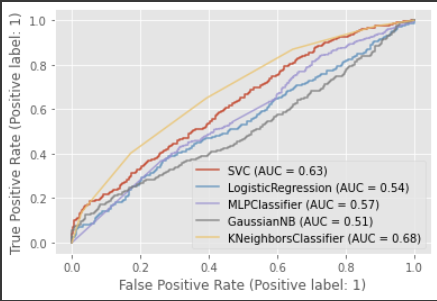 True Positive Rate (Positive label: 1)
1.0
0.8
0.6
0.4
0.2
0.0
SVC (AUC = 0.63)
LogisticRegression (AUC = 0.54)
MLPClassifier (AUC = 0.57)
GaussianNB (AUC = 0.51)
KNeighborsClassifier (AUC = 0.68)
0.0 0.2 0.4 0.6 0.8 1.0
False Positive Rate (Positive label: 1)